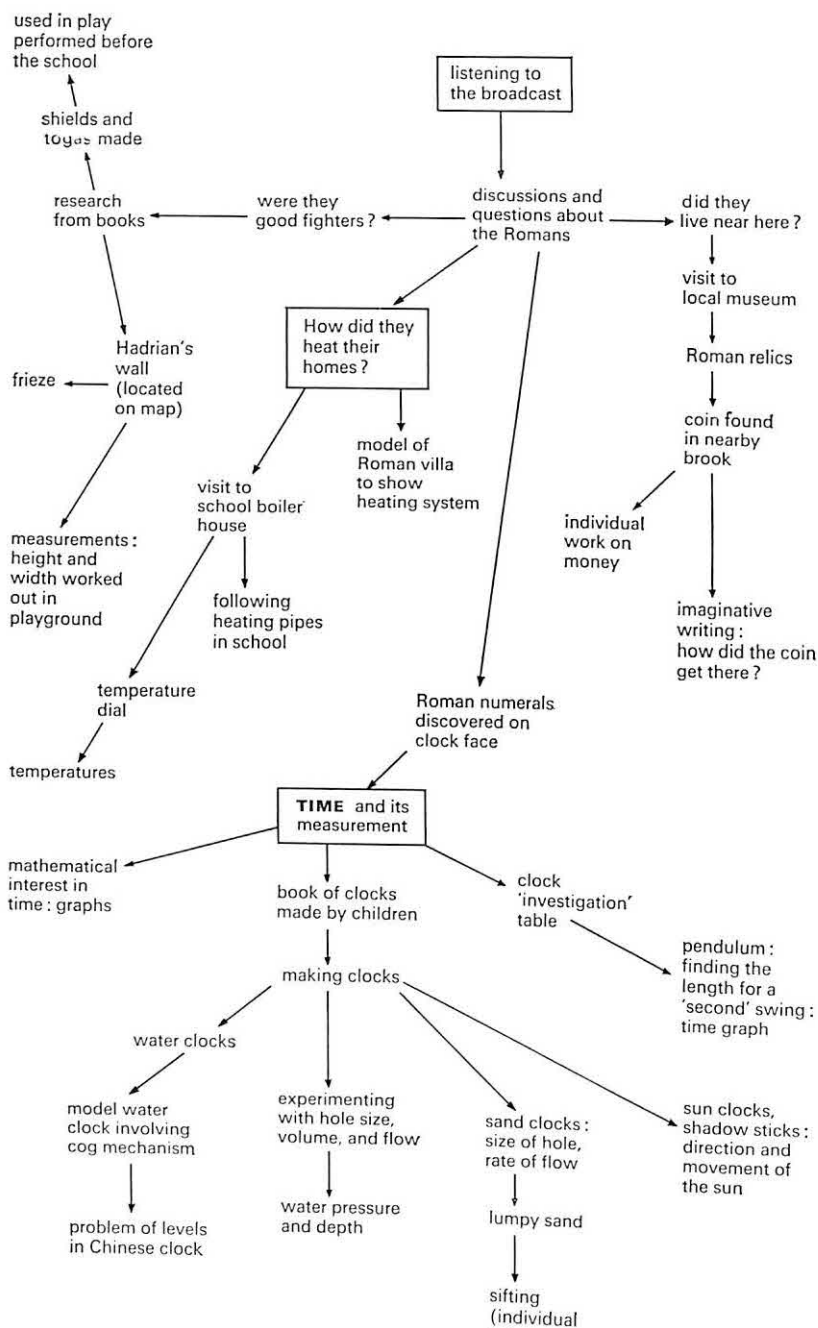 used in play
performed before
the school
listening to
the broadcast
shields and
togas made
research
from books
were they
good fighters?
discussions and
questions about
the Romans
did they
live near here?
visit to
local museum
How did they
heat their
homes?
Hadrian's
wall
(located
on map)
frieze
Roman relics
coin found
in nearby
brook
model of
Roman villa
to show
heating system
visit to
school boiler
house
individual
work on
money
measurements:
height and
width worked
out in
playground
following
heating pipes
in school
imaginative
writing:
how did the coin
get there?
temperature
dial
Roman numerals
discovered on
clock face
temperatures
TIME and its
measurement
mathematical
interest in
time: graphs
book of clocks
made by children
clock
'investigation'
table
pendulum:
finding the
length for a
'second' swing:
time graph
making clocks
water clocks
model water
clock involving
cog mechanism
experimenting
with hole size,
volume, and flow
sand clocks:
size of hole,
rate of flow
sun clocks,
shadow sticks:
direction and
movement of
the sun
problem of levels
in Chinese clock
water pressure
and depth
lumpy sand
sifting
(individual